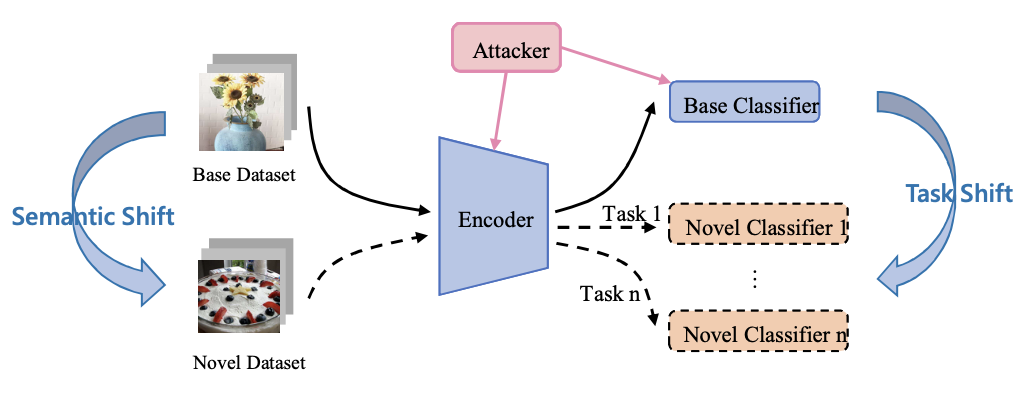 Attacker
Base Classifier
Base Dataset
Semantic Shift
Task Shift
Encoder
Task 1
Novel Classifier 1
⋮
Task n
Novel Classifier n
Novel Dataset